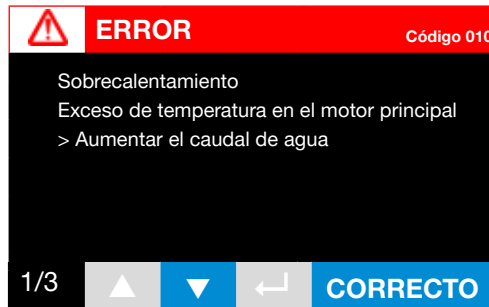 ERROR
Código 010
Sobrecalentamiento
Exceso de temperatura en el motor principal
> Aumentar el caudal de agua
1/3
CORRECTO